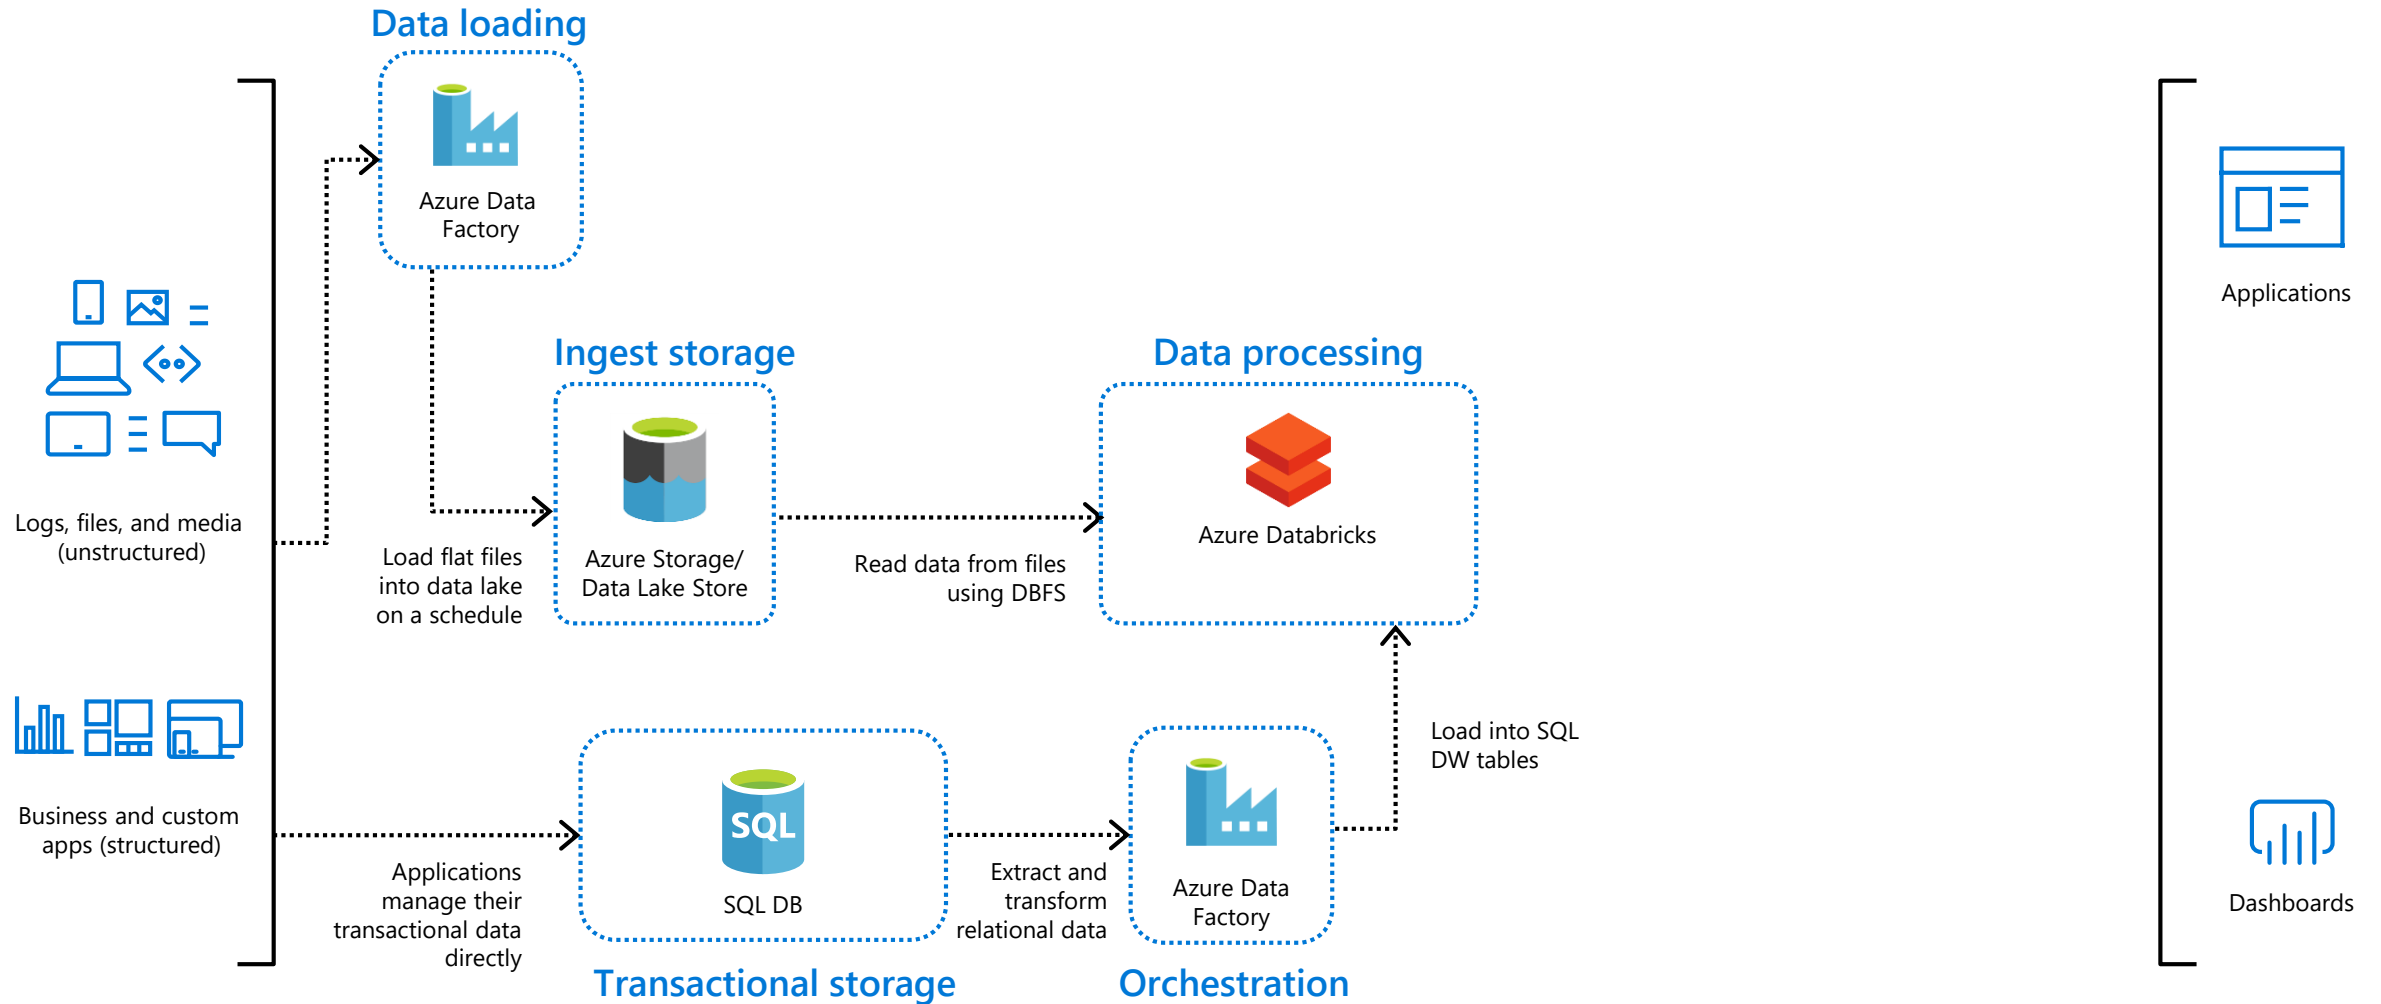 Data loading
Azure Data
Factory
Applications
Ingest storage
Data processing
Logs, files, and media
(unstructured)
Load flat files
into data lake
on a schedule
Azure Storage/
Data Lake Store
Read data from files
using DBFS
Azure Databricks
Load into SQL
DW tables
Business and custom
apps (structured)
Applications
manage their
transactional data
directly
SQL
SQL DB
Extract and
transform
relational data
Azure Data
Factory
Dashboards
Transactional storage
Orchestration